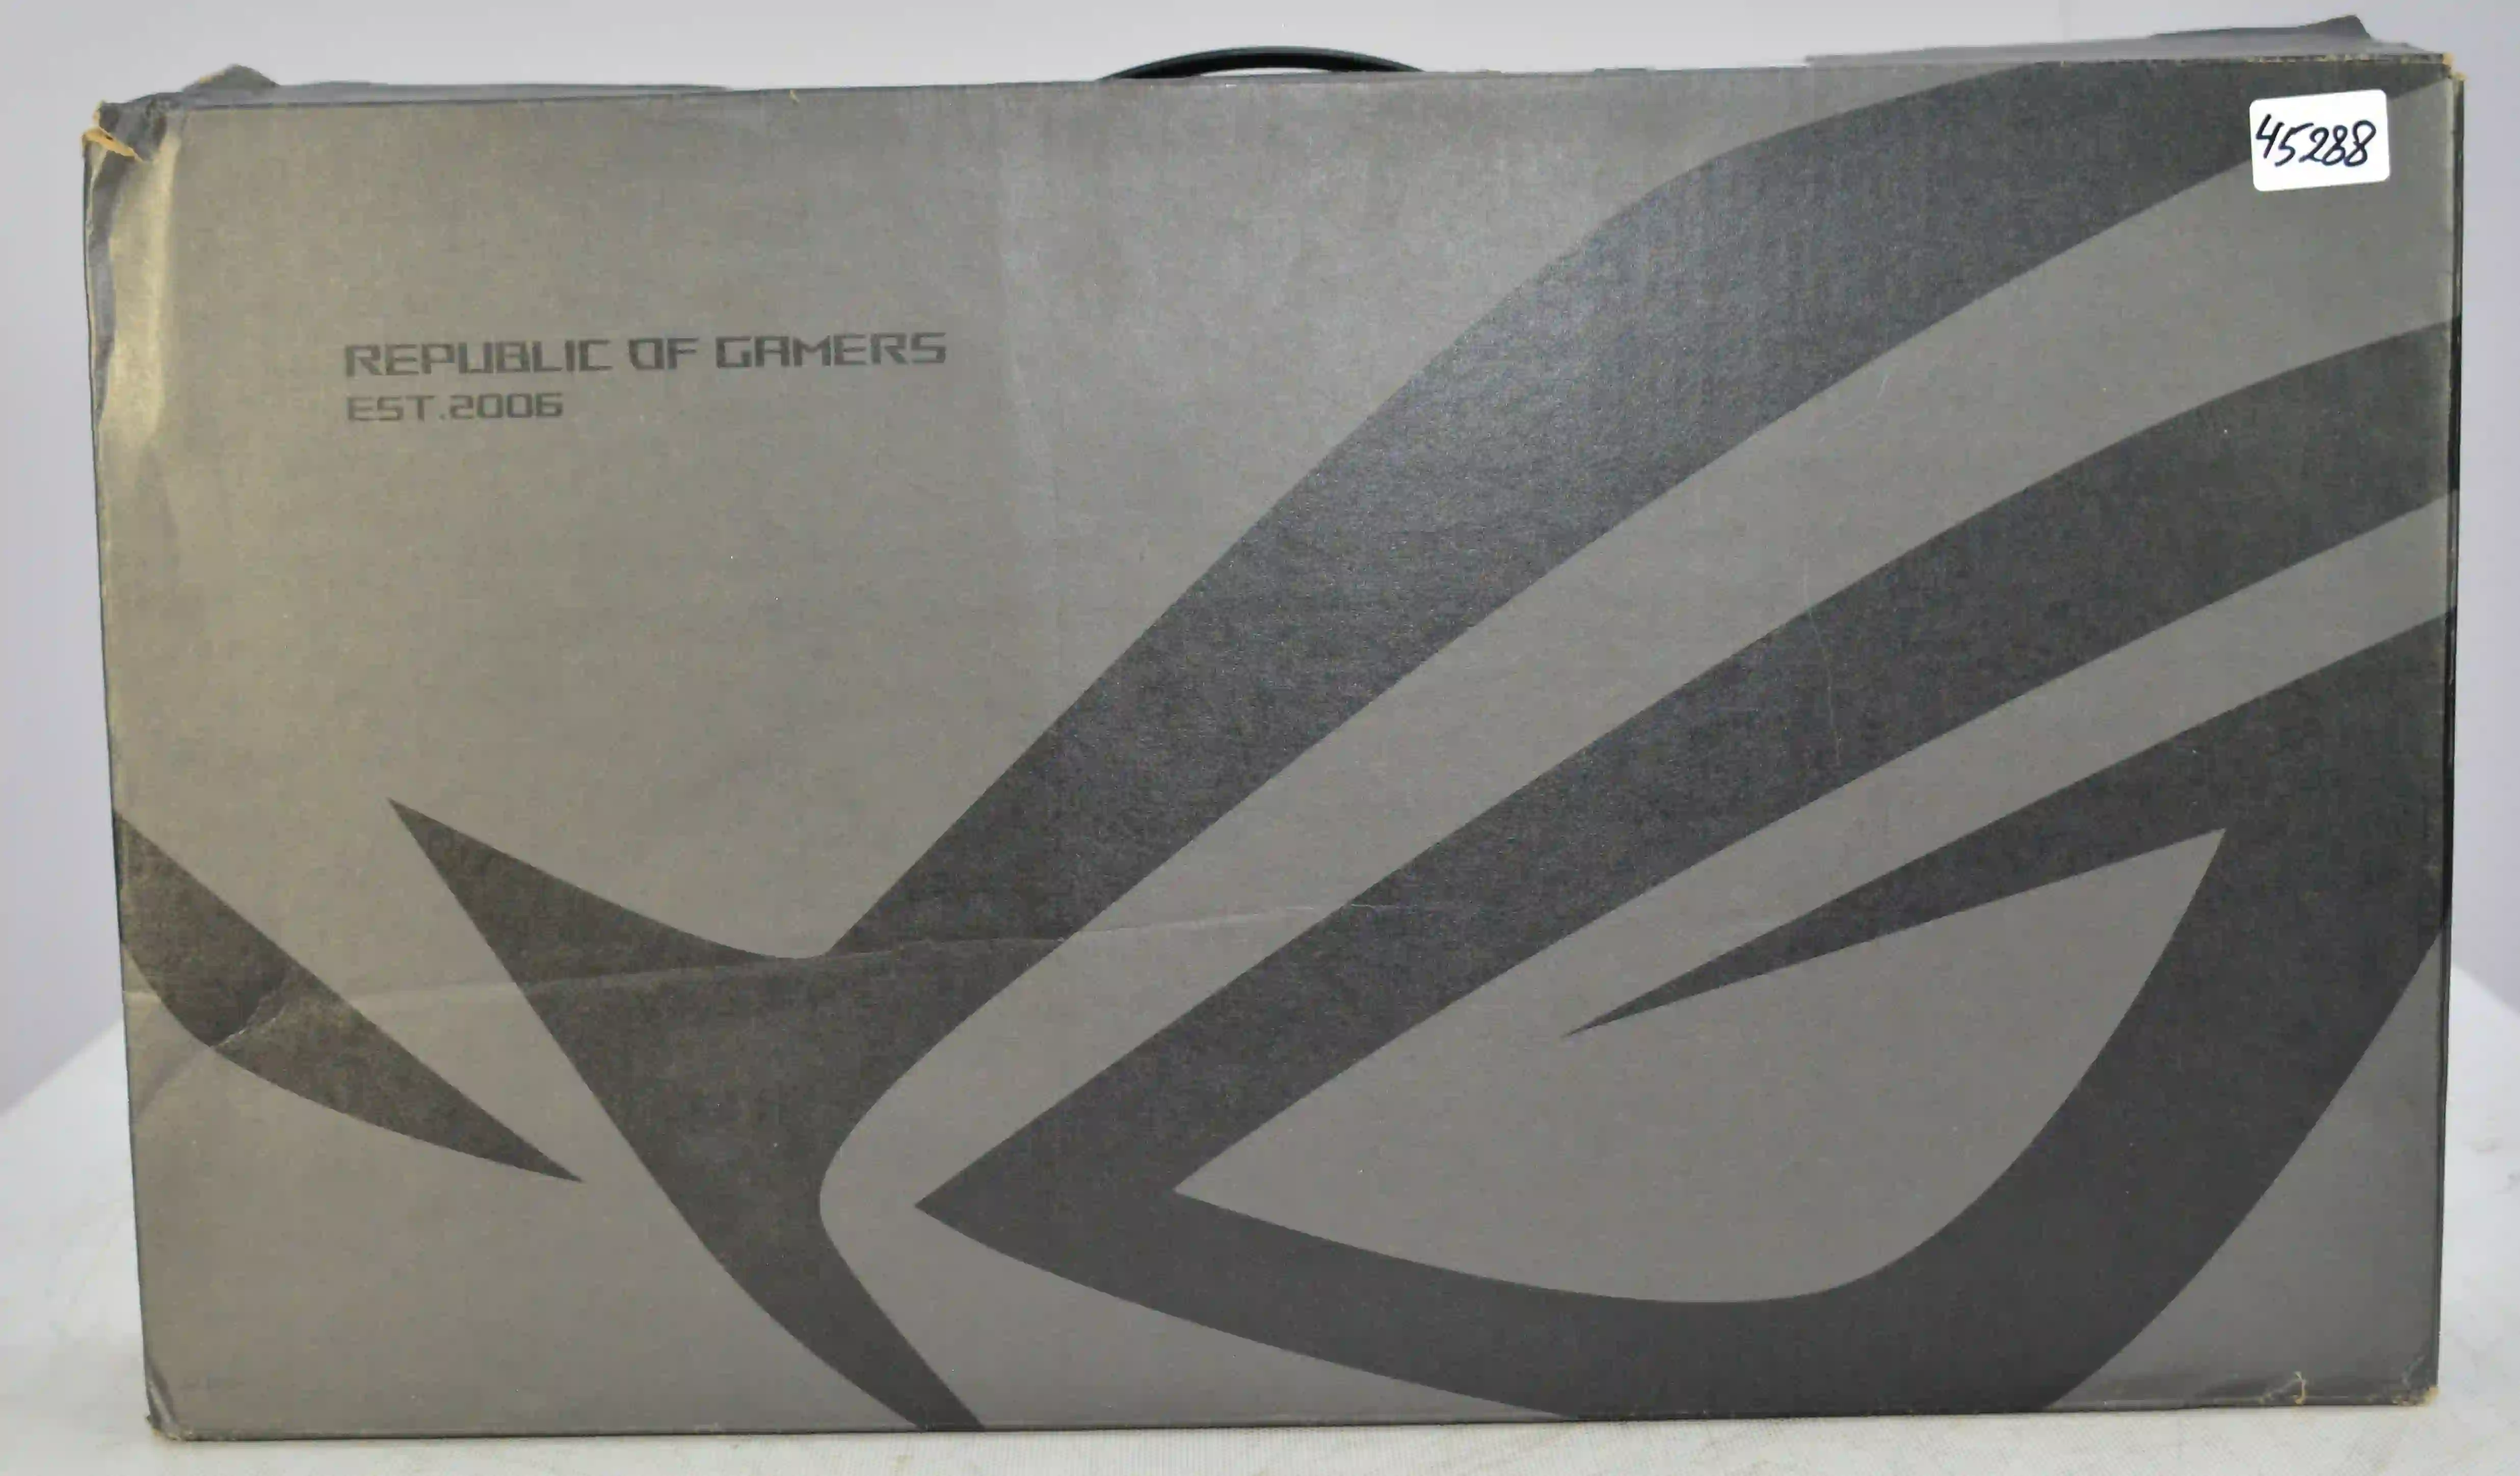 45288
REPUBLIC OF GAMERS
EST.2006